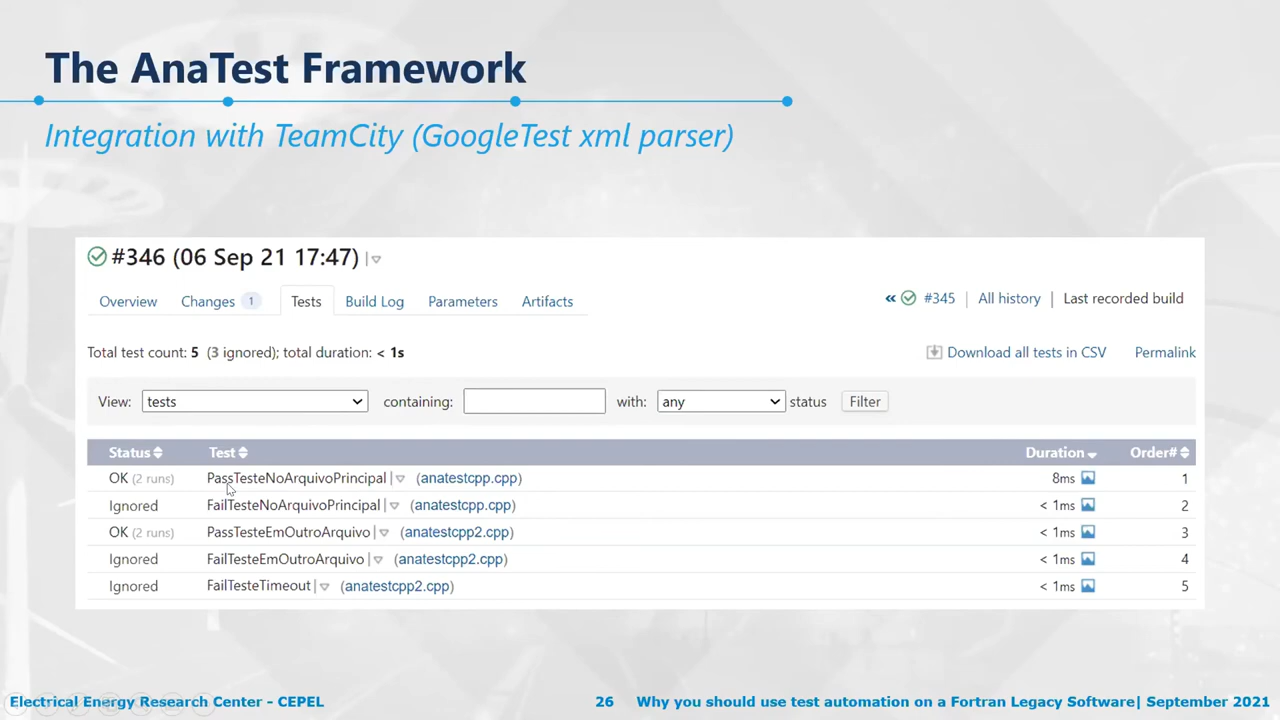 The AnaTest Framework
Integration with TeamCity (GoogleTest xml parser)
#346 (06 Sep 21 17:47)
Overview Changes 1 Tests Build Log Parameters Artifacts « #345 | All history | Last recorded build
Total test count: 5 (3 ignored); total duration: < 1s Download all tests in CSV Permalink
View: tests containing: with: any status Filter
Status Test Duration Order#
OK (2 runs) PassTesteNoArquivoPrincipal (anatestcpp.cpp) 8ms 1
Ignored FailTesteNoArquivoPrincipal (anatestcpp.cpp) < 1ms 2
OK (2 runs) PassTesteEmOutroArquivo (anatestcpp2.cpp) < 1ms 3
Ignored FailTesteEmOutroArquivo (anatestcpp2.cpp) < 1ms 4
Ignored FailTesteTimeout (anatestcpp2.cpp) < 1ms 5
Electrical Energy Research Center - CEPEL 26 Why you should use test automation on a Fortran Legacy Software| September 2021